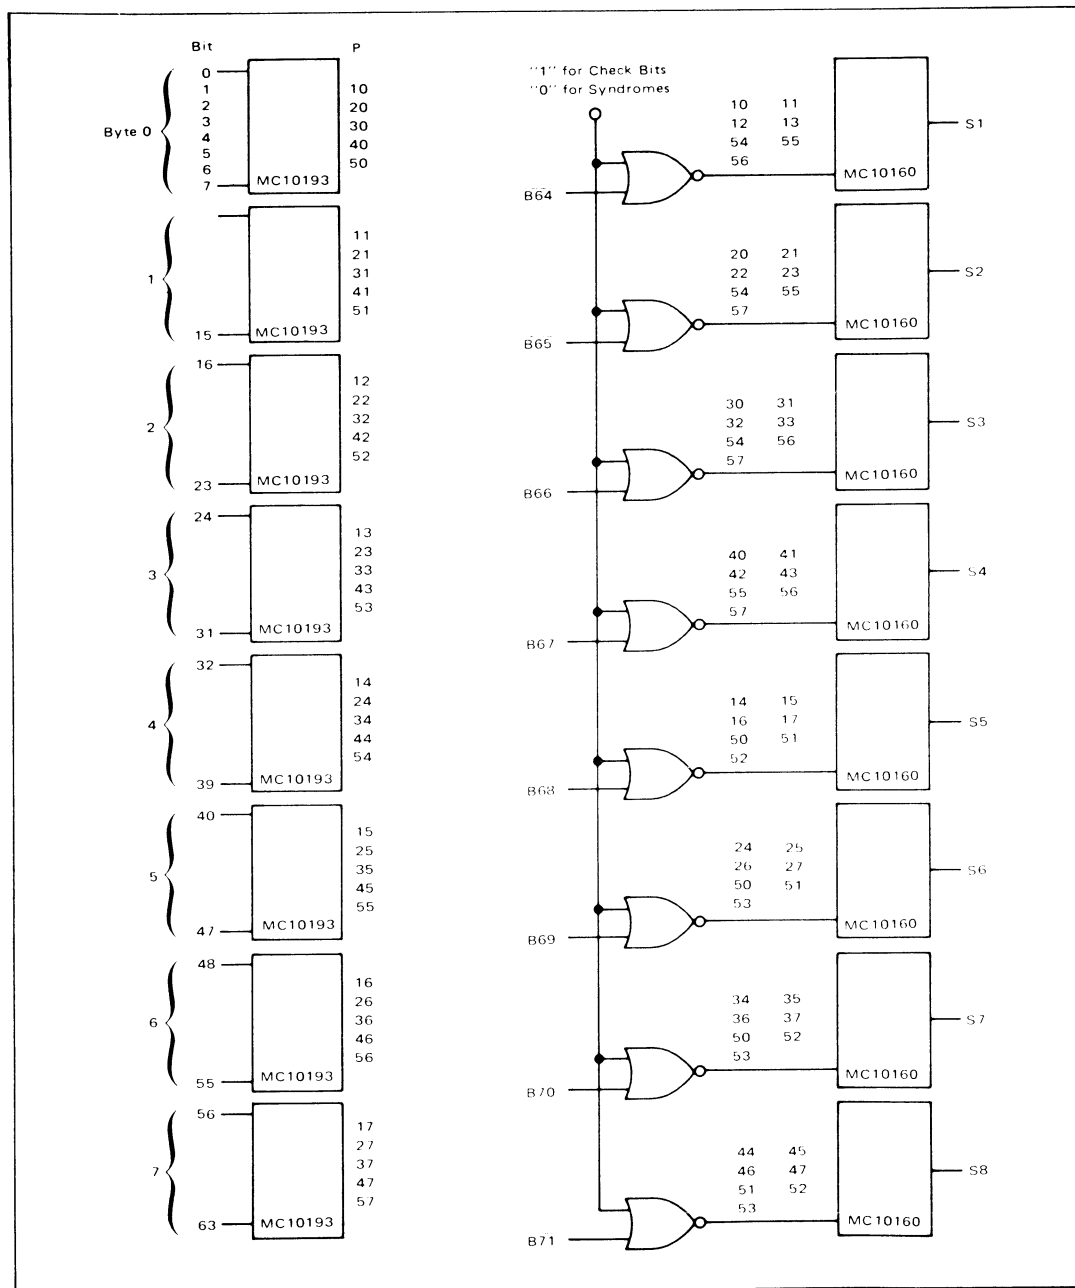 Bit P
0
1 10
2 20
3 30
Byte 0 4 40
5 50
6
7 MC10193
11
21
1 31
41
51
15 MC10193
16
12
22
2 32
42
52
23 MC10193
24
13
23
3 33
43
53
31 MC10193
32
14
24
4 34
44
54
39 MC10193
40
15
25
5 35
45
55
47 MC10193
48
16
26
6 36
46
56
55 MC10193
56
17
27
7 37
47
57
63 MC10193
"1" for Check Bits
"0" for Syndromes
10 11
12 13 S1
54 55
56
B64 MC10160
20 21
22 23 S2
54 55
57
B65 MC10160
30 31
32 33 S3
54 56
57
B66 MC10160
40 41
42 43 S4
55 56
57
B67 MC10160
14 15
16 17 S5
50 51
52
B68 MC10160
24 25
26 27 S6
50 51
53
B69 MC10160
34 35
36 37 S7
50 52
53
B70 MC10160
44 45
46 47 S8
51 52
53
B71 MC10160